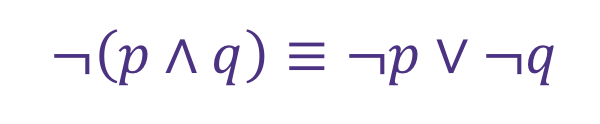 ¬(p ∧ q) ≡ ¬p ∨ ¬q